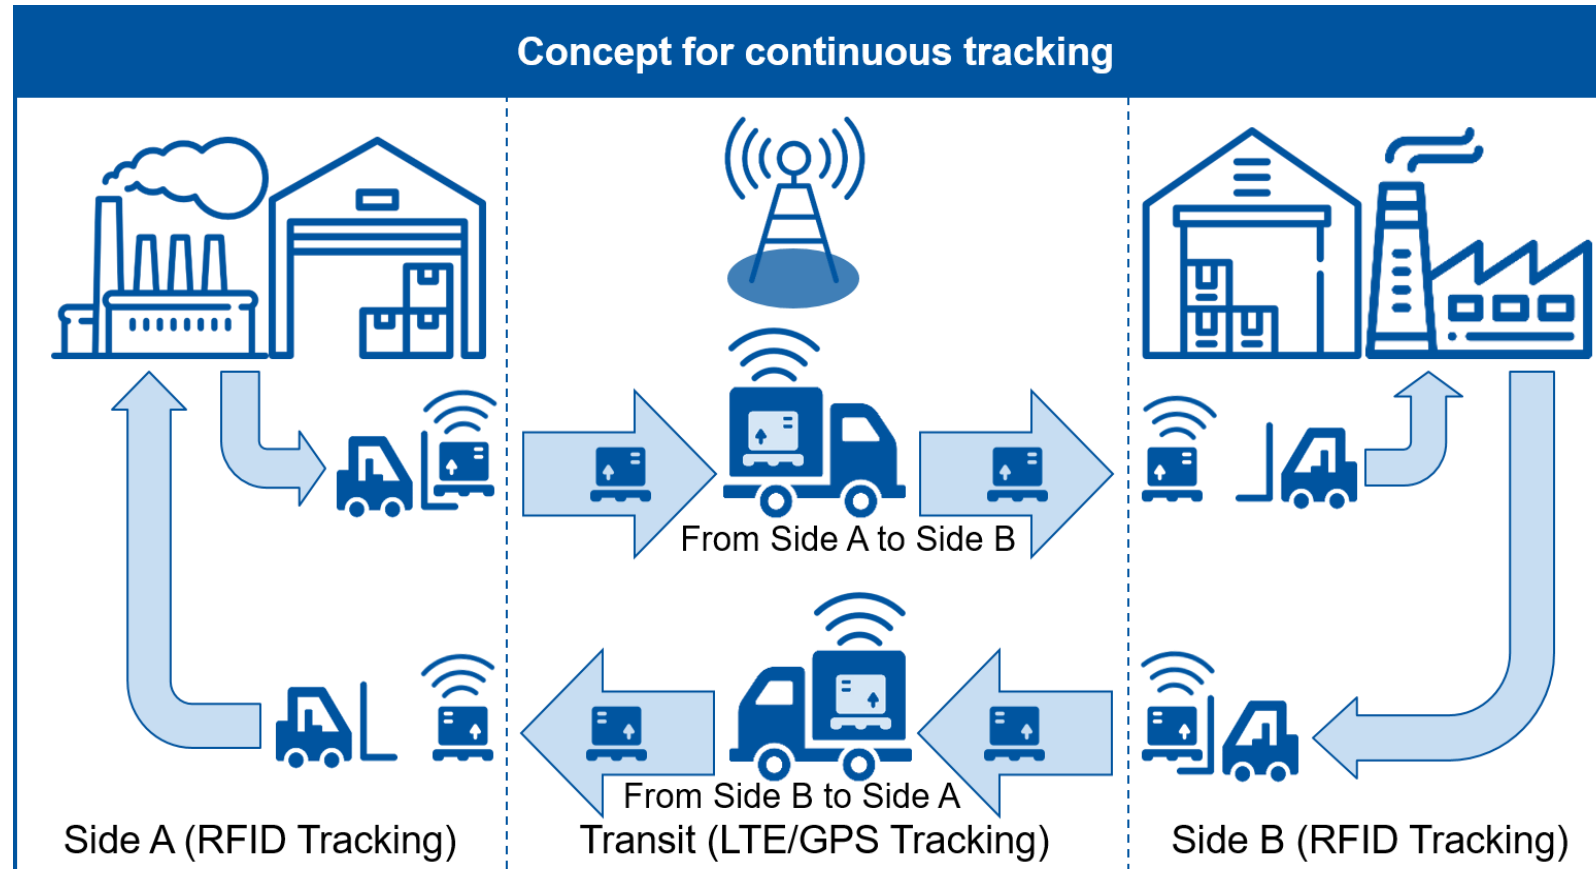 Concept for continuous tracking
From Side A to Side B
From Side B to Side A
Side A (RFID Tracking)
Transit (LTE/GPS Tracking)
Side B (RFID Tracking)